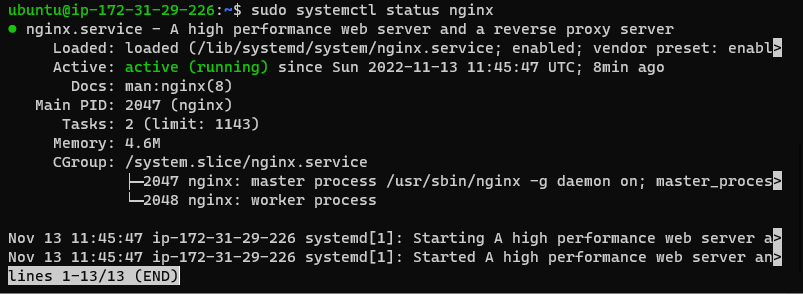 ubuntu@ip-172-31-29-226:~$ sudo systemctl status nginx
● nginx.service - A high performance web server and a reverse proxy server
     Loaded: loaded (/lib/systemd/system/nginx.service; enabled; vendor preset: enabl>
     Active: active (running) since Sun 2022-11-13 11:45:47 UTC; 8min ago
       Docs: man:nginx(8)
   Main PID: 2047 (nginx)
      Tasks: 2 (limit: 1143)
     Memory: 4.6M
     CGroup: /system.slice/nginx.service
             ├─2047 nginx: master process /usr/sbin/nginx -g daemon on; master_proces>
             └─2048 nginx: worker process

Nov 13 11:45:47 ip-172-31-29-226 systemd[1]: Starting A high performance web server a>
Nov 13 11:45:47 ip-172-31-29-226 systemd[1]: Started A high performance web server an>
lines 1-13/13 (END)